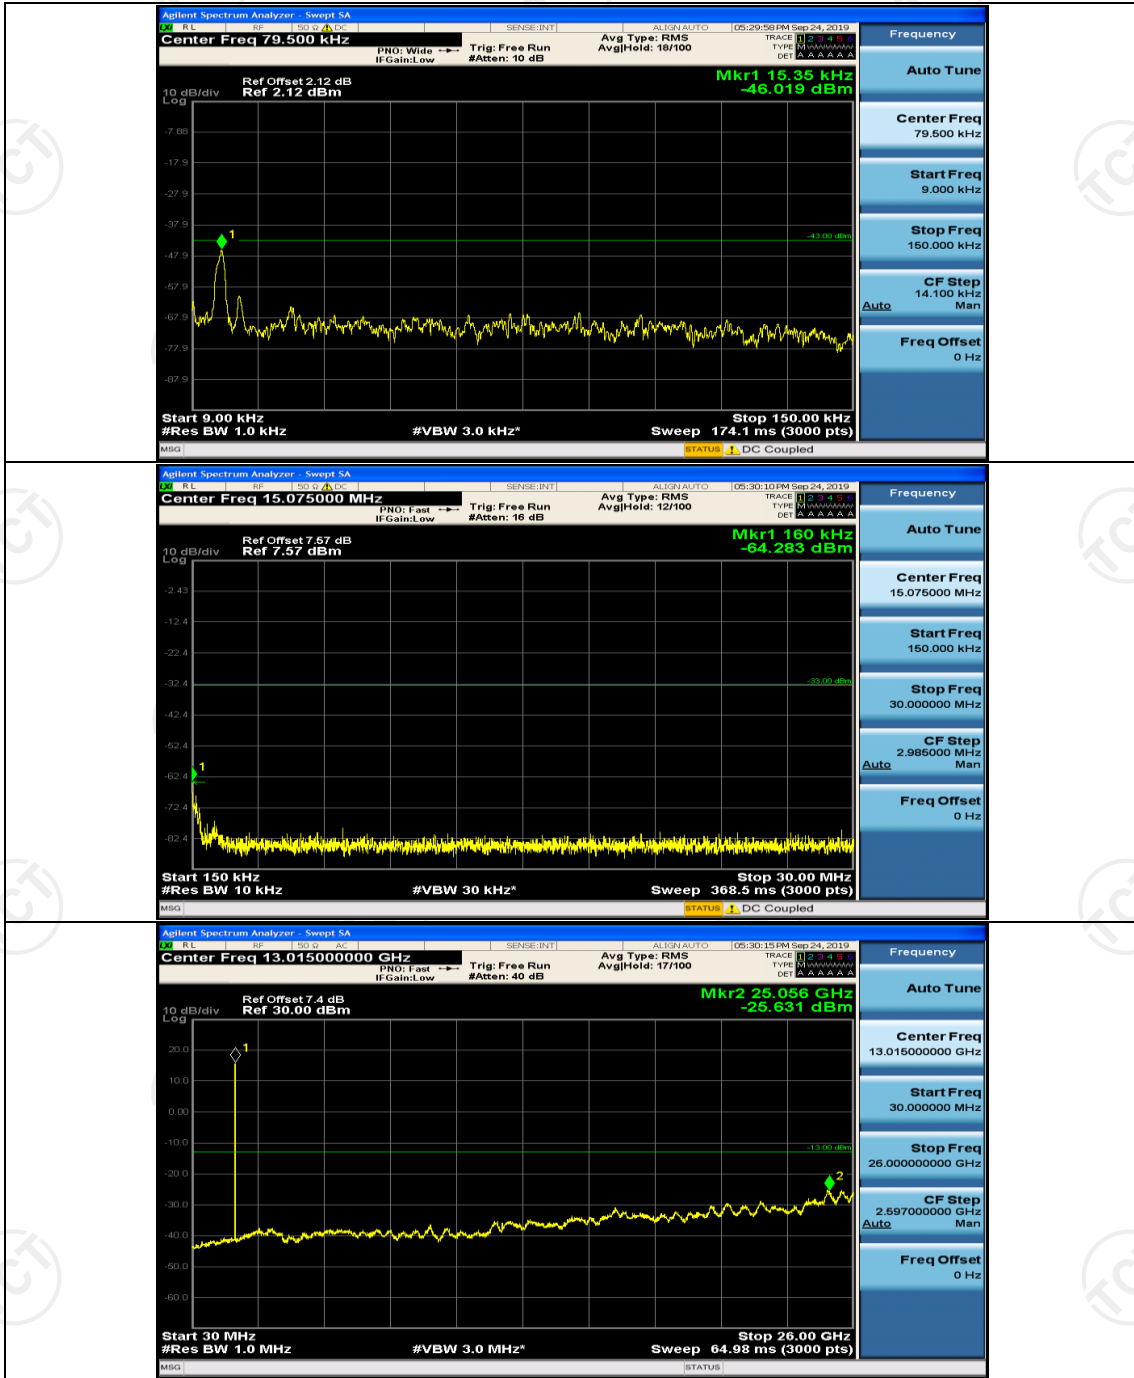 Agilent Spectrum Analyzer - Swept SA
LXI RL RF 50 Ω DC SENSE:INT ALIGNAUTO 05:29:58 PM Sep 24, 2019
Center Freq 79.500 kHz
PNO: Wide
IFGain:Low
Trig: Free Run
#Atten: 10 dB
Avg Type: RMS
Avg|Hold: 18/100
TRACE 1 2 3 4 5 6
TYPE M
DET A A A A A A
Ref Offset 2.12 dB
Ref 2.12 dBm
10 dB/div
Log
Mkr1 15.35 kHz
-46.019 dBm
-7.88
-17.9
-27.9
-37.9
-47.9
-57.9
-67.9
-77.9
-87.9
1
-43.00 dBm
Start 9.00 kHz
Stop 150.00 kHz
#Res BW 1.0 kHz
#VBW 3.0 kHz*
Sweep 174.1 ms (3000 pts)
MSG
STATUS DC Coupled
Frequency
Auto Tune
Center Freq
79.500 kHz
Start Freq
9.000 kHz
Stop Freq
150.000 kHz
CF Step
14.100 kHz
Auto Man
Freq Offset
0 Hz
Agilent Spectrum Analyzer - Swept SA
LXI RL RF 50 Ω DC SENSE:INT ALIGNAUTO 05:30:10 PM Sep 24, 2019
Center Freq 15.075000 MHz
PNO: Fast
IFGain:Low
Trig: Free Run
#Atten: 16 dB
Avg Type: RMS
Avg|Hold: 12/100
TRACE 1 2 3 4 5 6
TYPE M
DET A A A A A A
Ref Offset 7.57 dB
Ref 7.57 dBm
10 dB/div
Log
Mkr1 160 kHz
-64.283 dBm
-2.43
-12.4
-22.4
-32.4
-42.4
-52.4
-62.4
-72.4
-82.4
1
-33.00 dBm
Start 150 kHz
Stop 30.00 MHz
#Res BW 10 kHz
#VBW 30 kHz*
Sweep 368.5 ms (3000 pts)
MSG
STATUS DC Coupled
Frequency
Auto Tune
Center Freq
15.075000 MHz
Start Freq
150.000 kHz
Stop Freq
30.000000 MHz
CF Step
2.985000 MHz
Auto Man
Freq Offset
0 Hz
Agilent Spectrum Analyzer - Swept SA
LXI RL RF 50 Ω AC SENSE:INT ALIGNAUTO 05:30:15 PM Sep 24, 2019
Center Freq 13.015000000 GHz
PNO: Fast
IFGain:Low
Trig: Free Run
#Atten: 40 dB
Avg Type: RMS
Avg|Hold: 17/100
TRACE 1 2 3 4 5 6
TYPE M
DET A A A A A A
Ref Offset 7.4 dB
Ref 30.00 dBm
10 dB/div
Log
Mkr2 25.056 GHz
-25.631 dBm
20.0
10.0
0.00
-10.0
-20.0
-30.0
-40.0
-50.0
-60.0
1
2
-13.00 dBm
Start 30 MHz
Stop 26.00 GHz
#Res BW 1.0 MHz
#VBW 3.0 MHz*
Sweep 64.98 ms (3000 pts)
MSG
STATUS
Frequency
Auto Tune
Center Freq
13.015000000 GHz
Start Freq
30.000000 MHz
Stop Freq
26.000000000 GHz
CF Step
2.597000000 GHz
Auto Man
Freq Offset
0 Hz
TCT